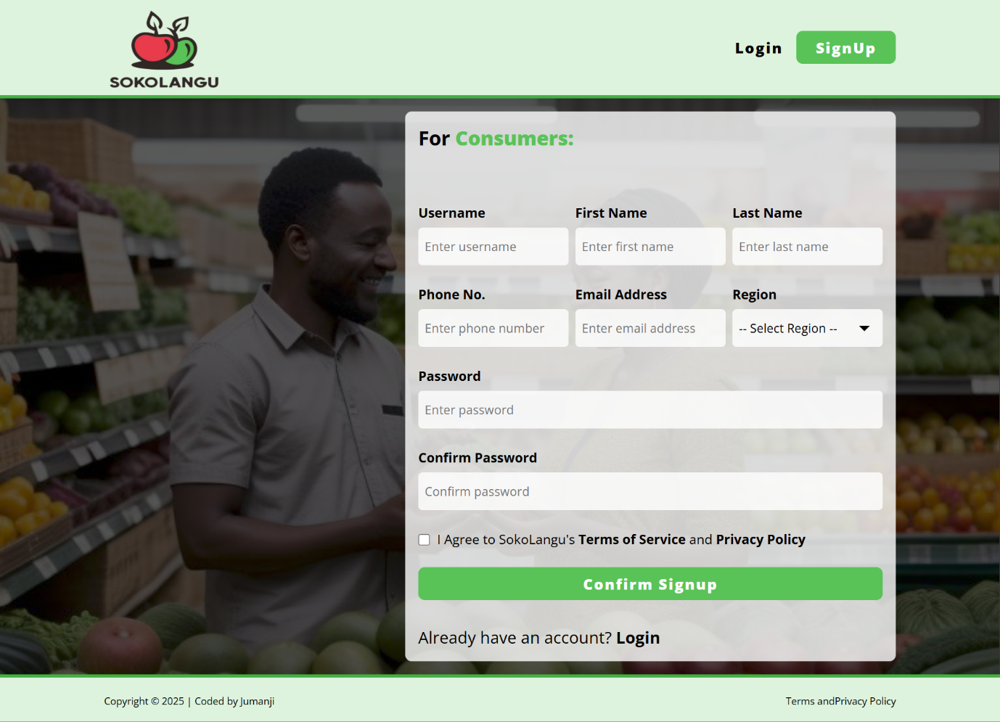 SOKOLANGU
Login
SignUp
For Consumers:
Username
First Name
Last Name
Enter username
Enter first name
Enter last name
Phone No.
Email Address
Region
Enter phone number
Enter email address
-- Select Region --
Password
Enter password
Confirm Password
Confirm password
I Agree to SokoLangu's Terms of Service and Privacy Policy
Confirm Signup
Already have an account? Login
Copyright © 2025 | Coded by Jumanji
Terms andPrivacy Policy